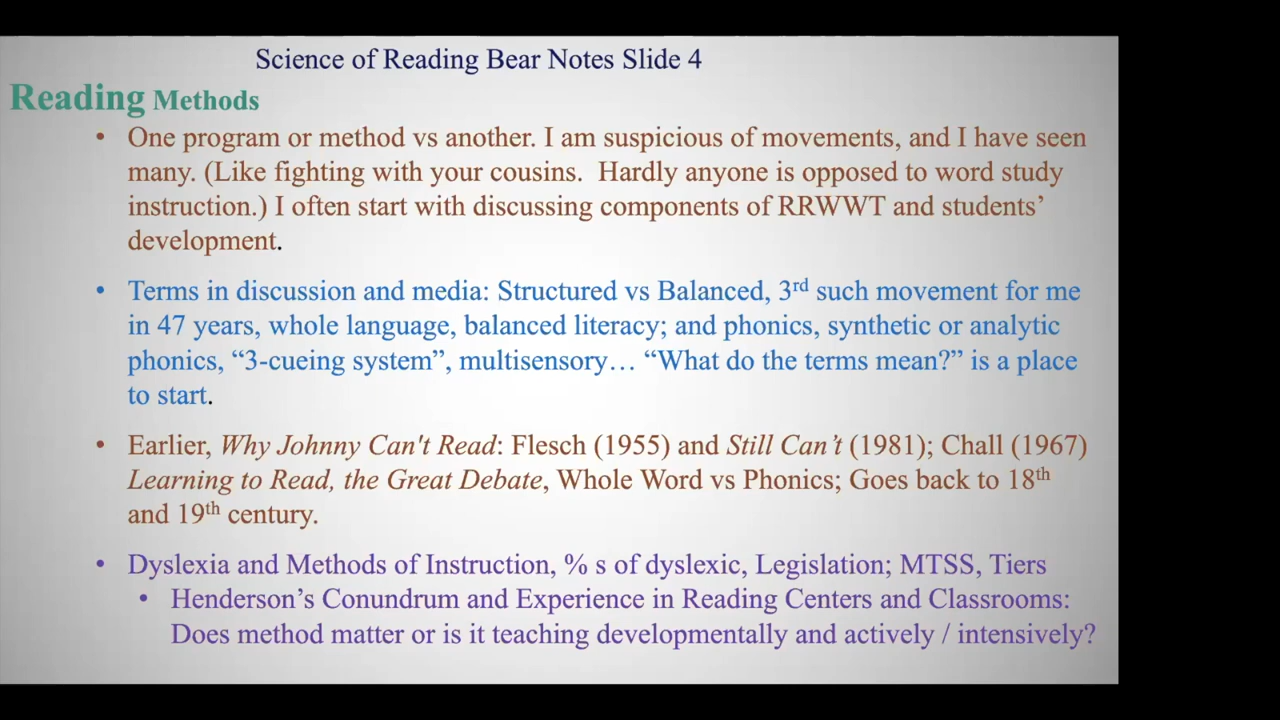 Science of Reading Bear Notes Slide 4
Reading Methods
• One program or method vs another. I am suspicious of movements, and I have seen
many. (Like fighting with your cousins.  Hardly anyone is opposed to word study
instruction.) I often start with discussing components of RRWWT and students’
development.
• Terms in discussion and media: Structured vs Balanced, 3rd such movement for me
in 47 years, whole language, balanced literacy; and phonics, synthetic or analytic
phonics, “3-cueing system”, multisensory… “What do the terms mean?” is a place
to start.
• Earlier, Why Johnny Can't Read: Flesch (1955) and Still Can’t (1981); Chall (1967)
Learning to Read, the Great Debate, Whole Word vs Phonics; Goes back to 18th
and 19th century.
• Dyslexia and Methods of Instruction, % s of dyslexic, Legislation; MTSS, Tiers
• Henderson’s Conundrum and Experience in Reading Centers and Classrooms:
Does method matter or is it teaching developmentally and actively / intensively?